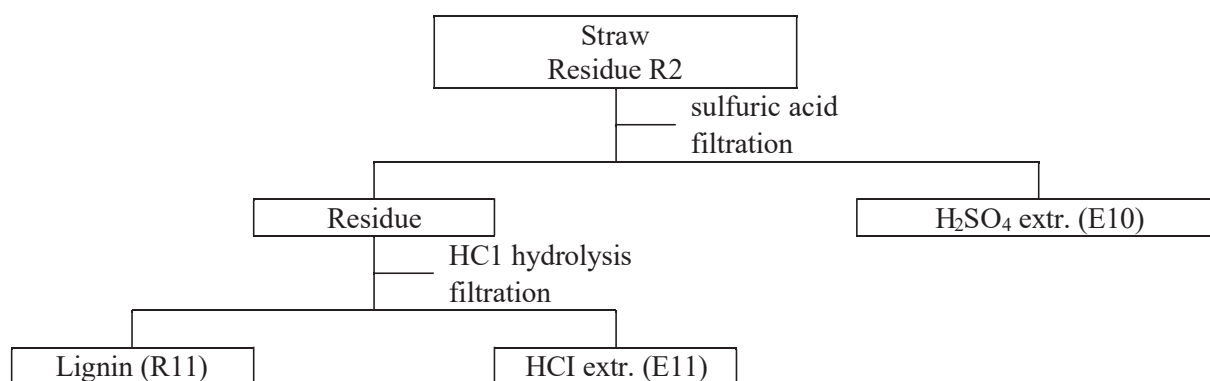 Straw
Residue R2
sulfuric acid
filtration
Residue
H₂SO₄ extr. (E10)
HC1 hydrolysis
filtration
Lignin (R11)
HCI extr. (E11)